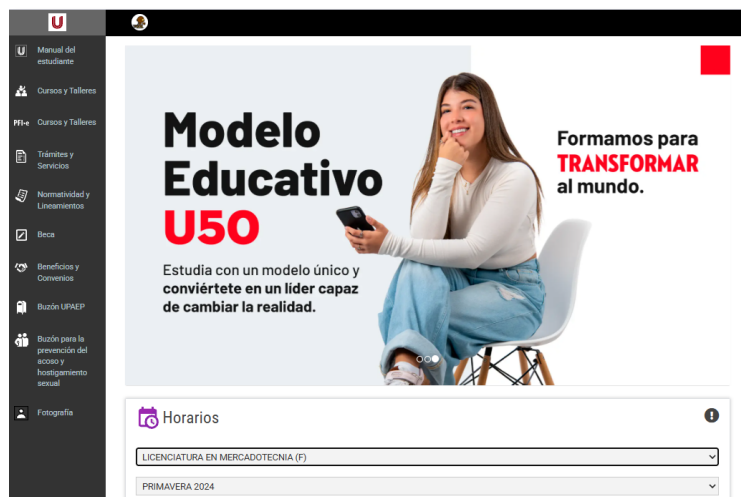 U
U
Manual del
estudiante
Cursos y Talleres
PFI-e
Cursos y Talleres
Trámites y
Servicios
Normatividad y
Lineamientos
Beca
Beneficios y
Convenios
Buzón UPAEP
Buzón para la
prevención del
acoso y
hostigamiento
sexual
Fotografía
Modelo
Educativo
U50
Estudia con un modelo único y
conviértete en un líder capaz
de cambiar la realidad.
Formamos para
TRANSFORMAR
al mundo.
Horarios
LICENCIATURA EN MERCADOTECNIA (F)
PRIMAVERA 2024